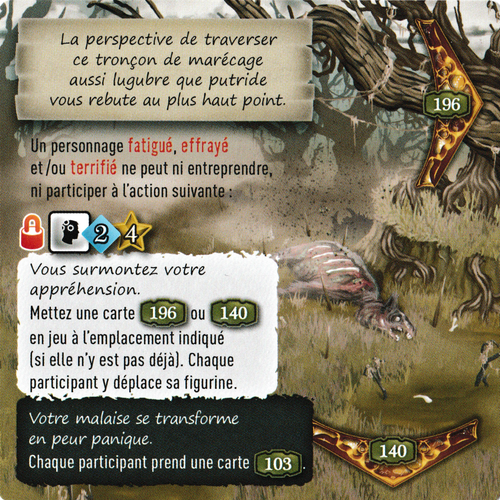 La perspective de traverser
ce tronçon de marécage
aussi lugubre que putride
vous rebute au plus haut point.
196
Un personnage fatigué, effrayé
et/ou terrifié ne peut ni entreprendre,
ni participer à l'action suivante :
2 4
Vous surmontez votre
appréhension.
Mettez une carte 196 ou 140
en jeu à l'emplacement indiqué
(si elle n'y est pas déjà). Chaque
participant y déplace sa figurine.
Votre malaise se transforme
en peur panique.
Chaque participant prend une carte 103 .
140